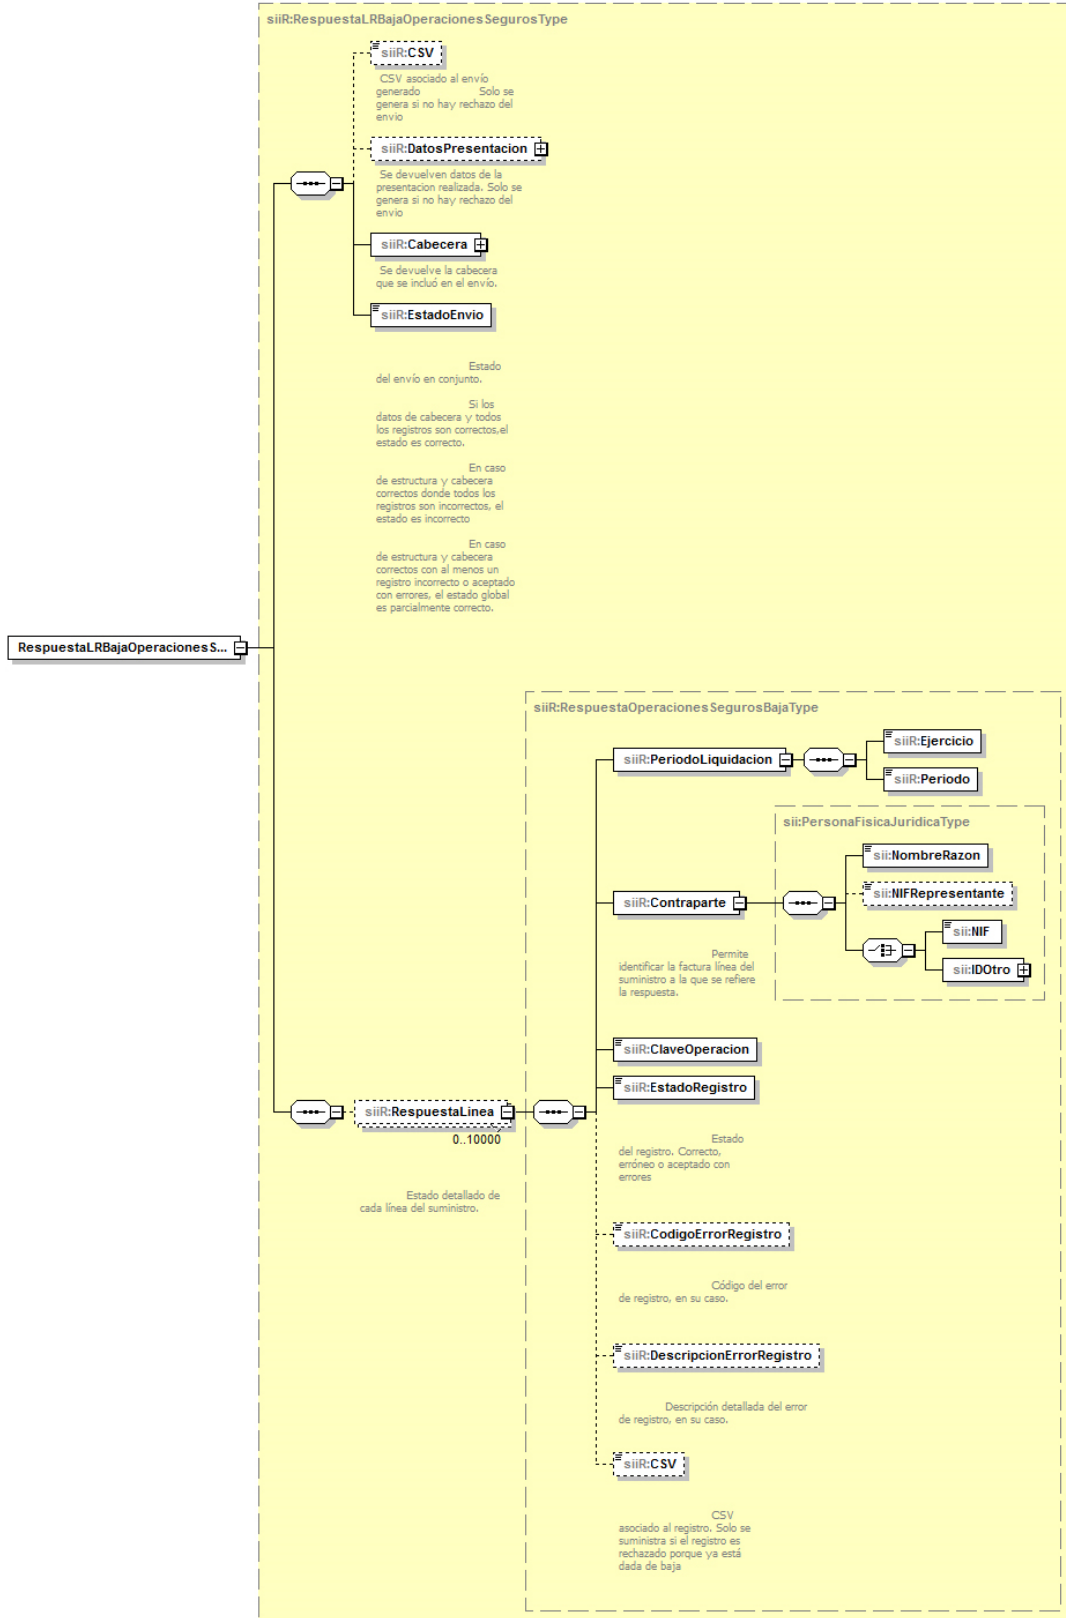 siiR:RespuestaLRBajaOperacionesSegurosType
siiR:CSV
CSV asociado al envío
generado Solo se
genera si no hay rechazo del
envio
siiR:DatosPresentacion
Se devuelven datos de la
presentacion realizada. Solo se
genera si no hay rechazo del
envio
siiR:Cabecera
Se devuelve la cabecera
que se incluó en el envío.
siiR:EstadoEnvio
Estado
del envío en conjunto.
Si los
datos de cabecera y todos
los registros son correctos,el
estado es correcto.
En caso
de estructura y cabecera
correctos donde todos los
registros son incorrectos, el
estado es incorrecto
En caso
de estructura y cabecera
correctos con al menos un
registro incorrecto o aceptado
con errores, el estado global
es parcialmente correcto.
RespuestaLRBajaOperacionesS...
siiR:RespuestaOperacionesSegurosBajaType
siiR:PeriodoLiquidacion
siiR:Ejercicio
siiR:Periodo
sii:PersonaFisicaJuridicaType
sii:NombreRazon
sii:NIFRepresentante
siiR:Contraparte
sii:NIF
sii:IDOtro
Permite
identificar la factura línea del
suministro a la que se refiere
la respuesta.
siiR:ClaveOperacion
siiR:EstadoRegistro
siiR:RespuestaLinea
0..10000
Estado detallado de
cada línea del suministro.
Estado
del registro. Correcto,
erróneo o aceptado con
errores
siiR:CodigoErrorRegistro
Código del error
de registro, en su caso.
siiR:DescripcionErrorRegistro
Descripción detallada del error
de registro, en su caso.
siiR:CSV
CSV
asociado al registro. Solo se
suministra si el registro es
rechazado porque ya está
dada de baja